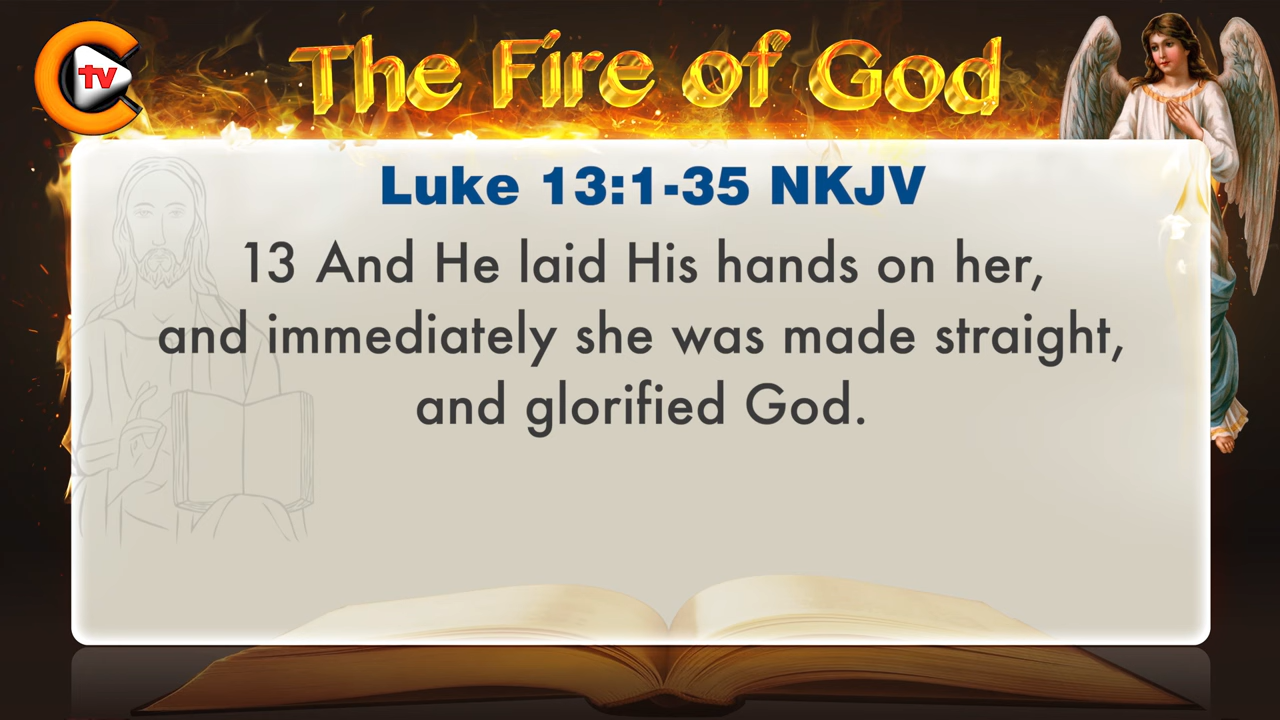 tv
The Fire of God
Luke 13:1-35 NKJV
13 And He laid His hands on her,
and immediately she was made straight,
and glorified God.